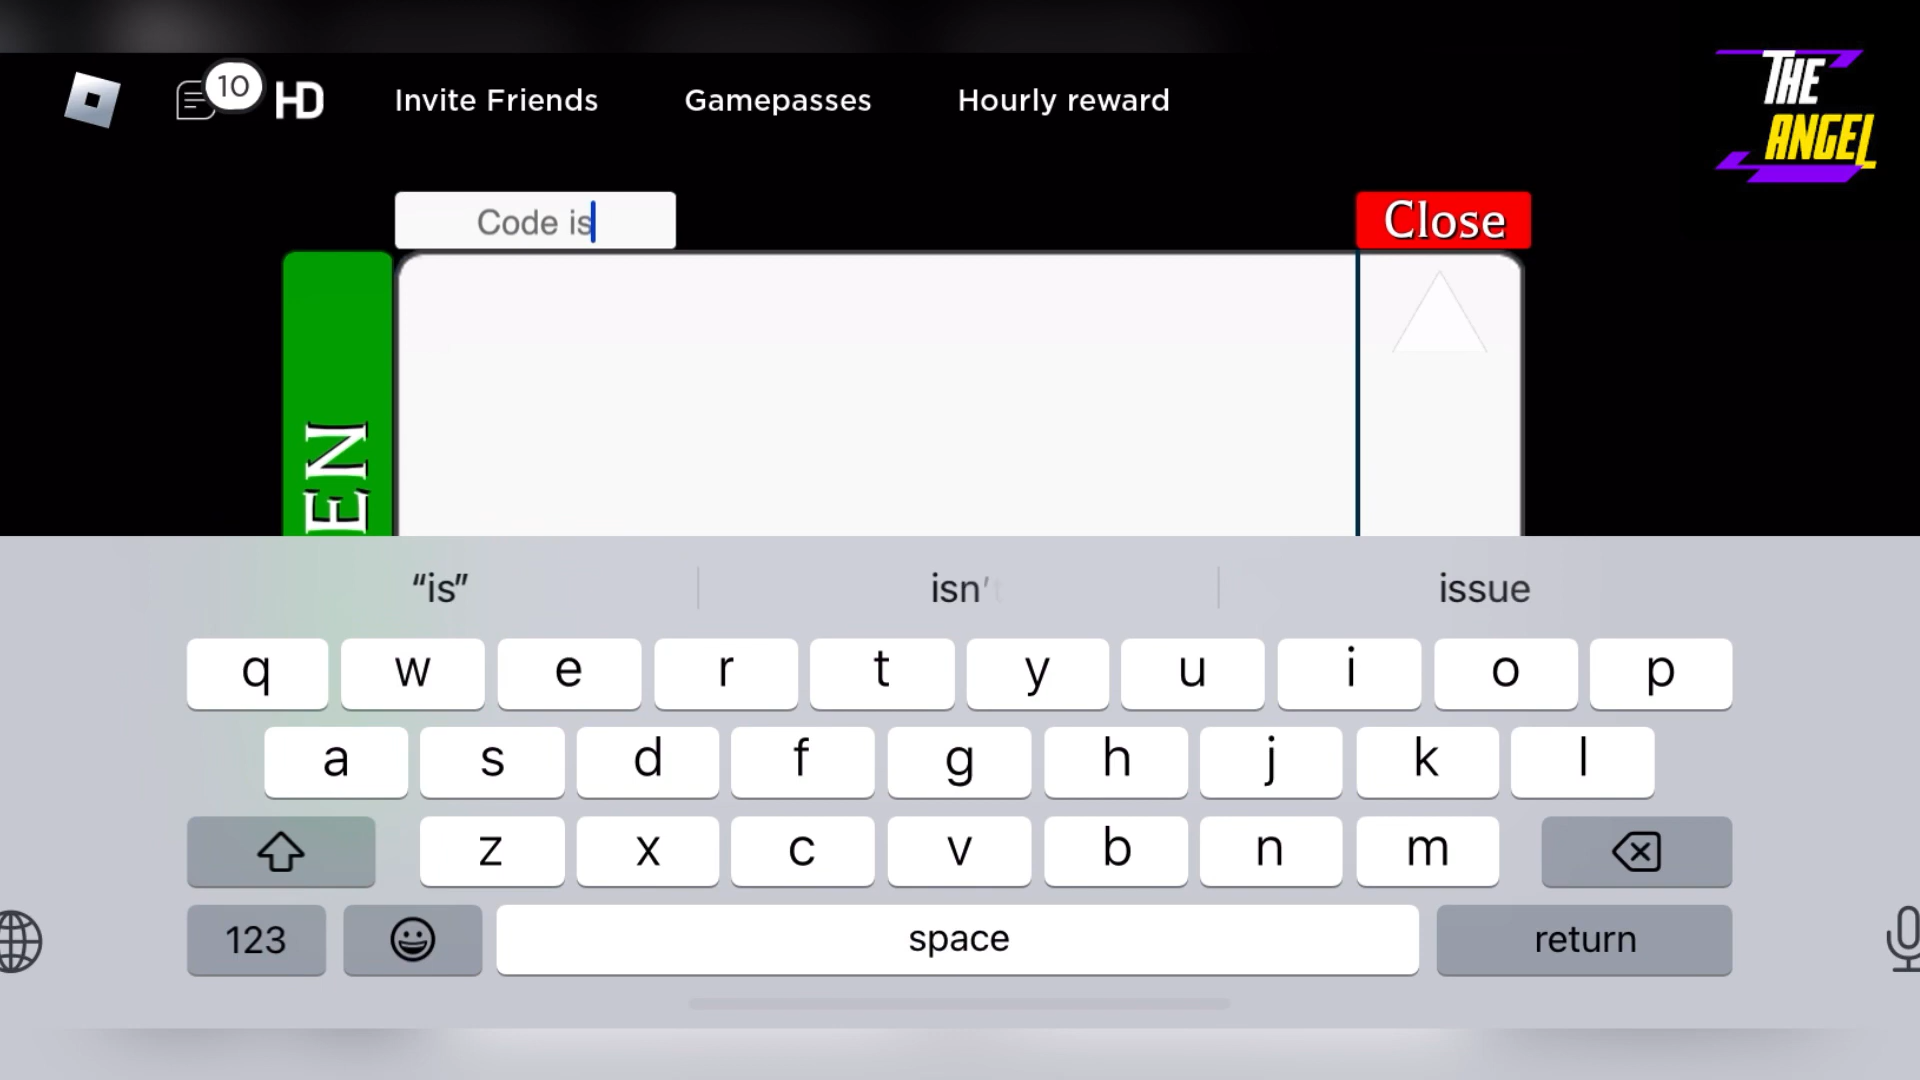 10
HD
Invite Friends
Gamepasses
Hourly reward
THE
ANGEL
Code is
Close
EN
“is”
isn't
issue
q w e r t y u i o p
a s d f g h j k l
z x c v b n m
123
space
return